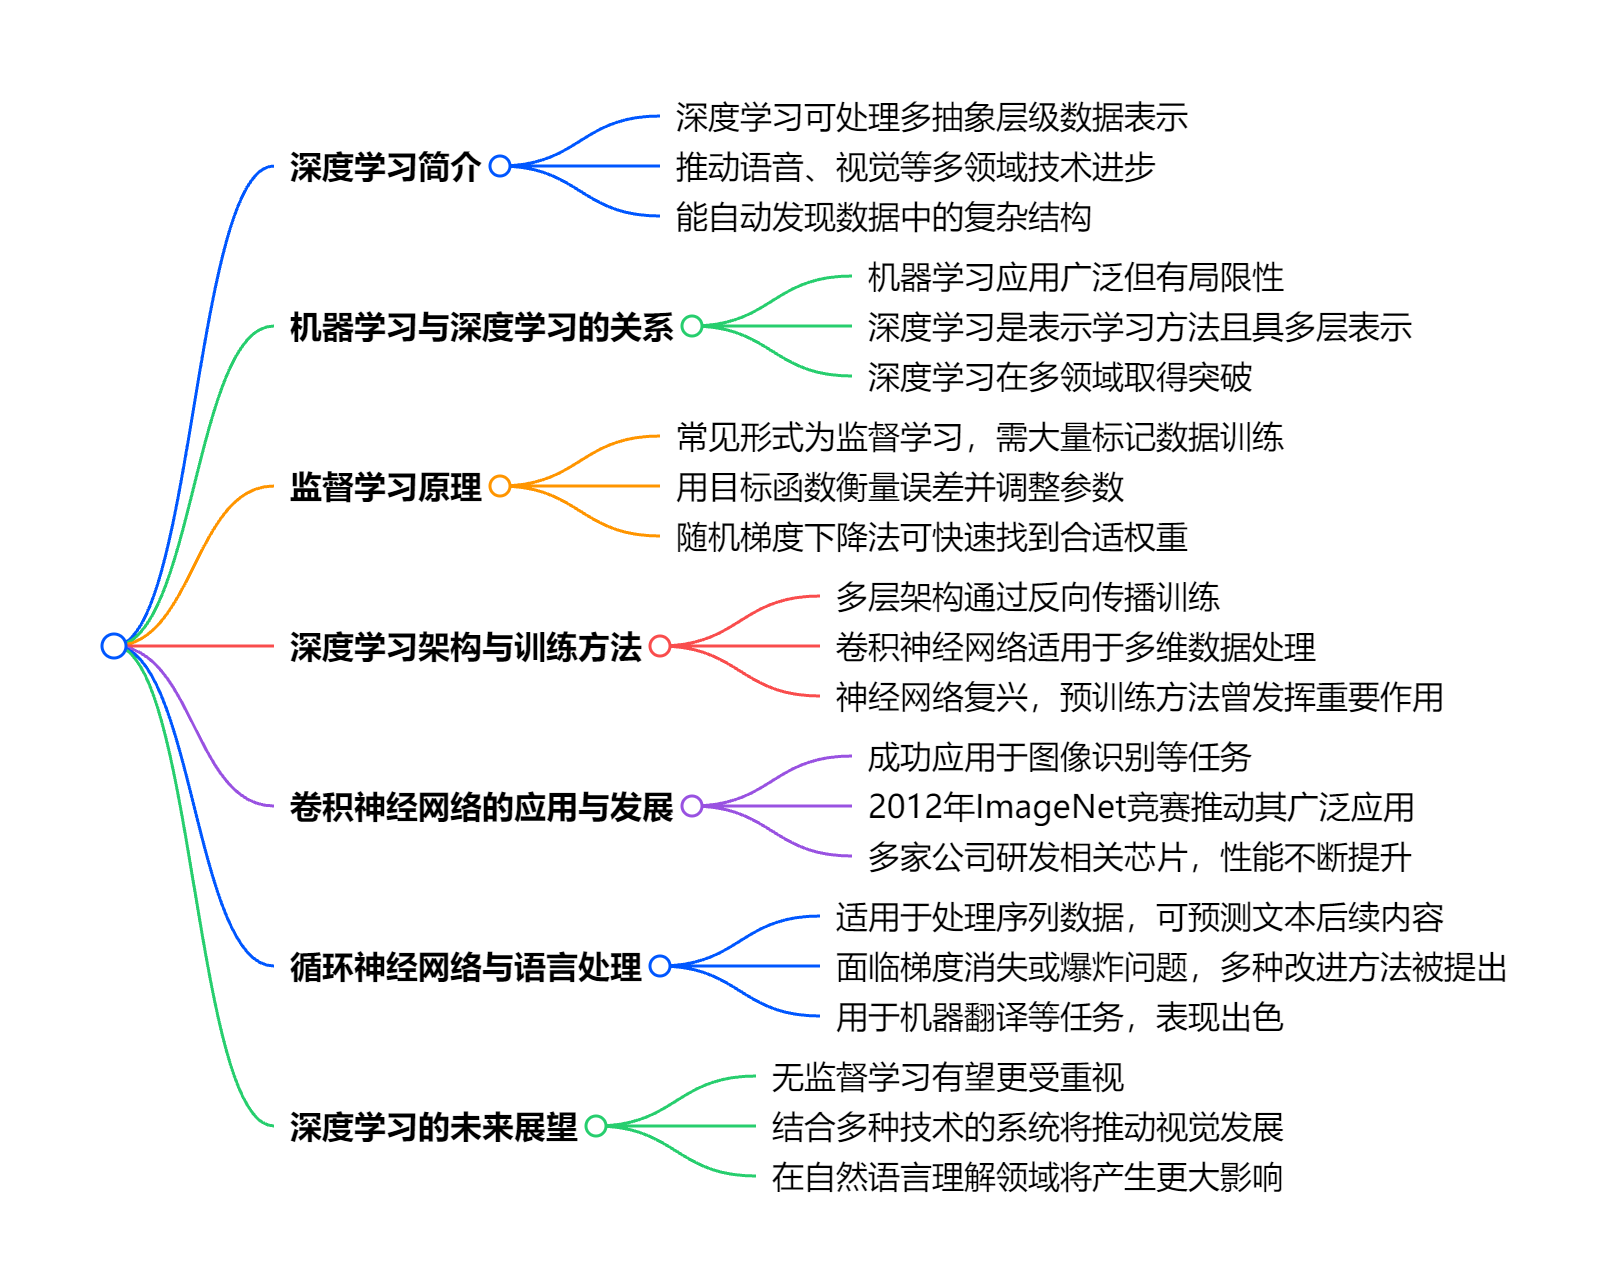 深度学习简介
深度学习可处理多抽象层级数据表示
推动语音、视觉等多领域技术进步
能自动发现数据中的复杂结构
机器学习与深度学习的关系
机器学习应用广泛但有局限性
深度学习是表示学习方法且具多层表示
深度学习在多领域取得突破
监督学习原理
常见形式为监督学习，需大量标记数据训练
用目标函数衡量误差并调整参数
随机梯度下降法可快速找到合适权重
深度学习架构与训练方法
多层架构通过反向传播训练
卷积神经网络适用于多维数据处理
神经网络复兴，预训练方法曾发挥重要作用
卷积神经网络的应用与发展
成功应用于图像识别等任务
2012年ImageNet竞赛推动其广泛应用
多家公司研发相关芯片，性能不断提升
循环神经网络与语言处理
适用于处理序列数据，可预测文本后续内容
面临梯度消失或爆炸问题，多种改进方法被提出
用于机器翻译等任务，表现出色
深度学习的未来展望
无监督学习有望更受重视
结合多种技术的系统将推动视觉发展
在自然语言理解领域将产生更大影响